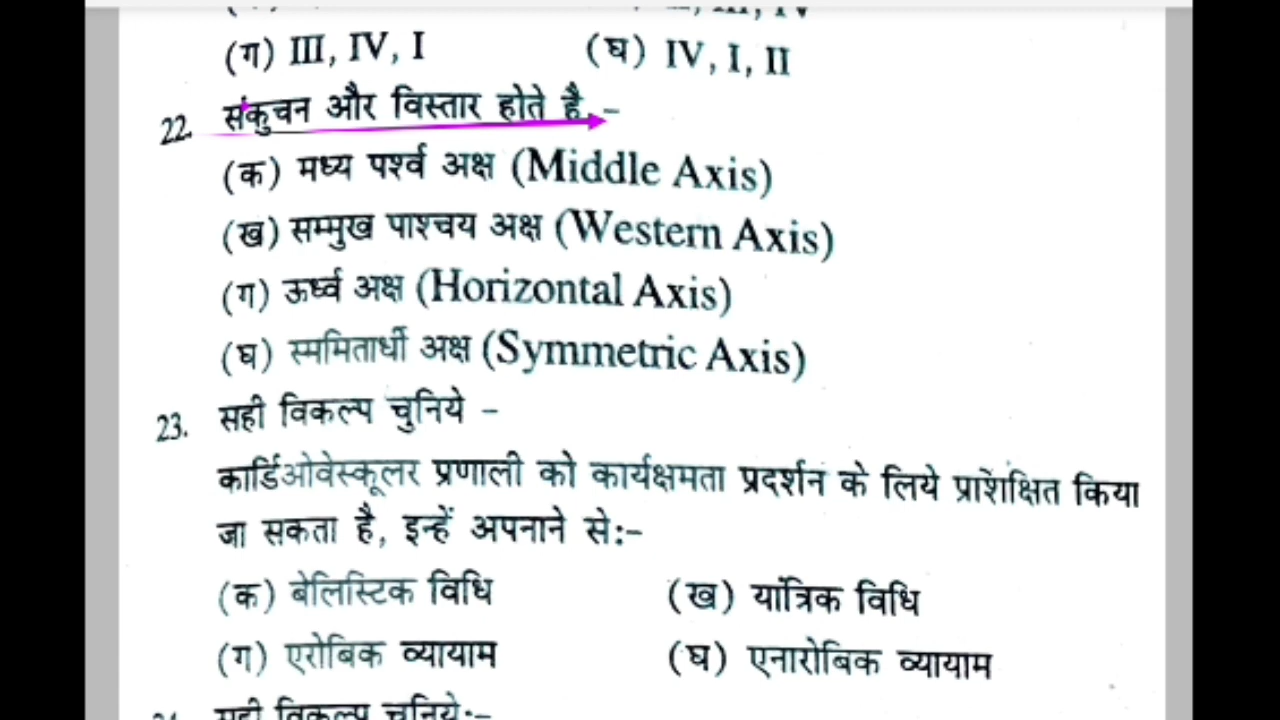 (ग) III, IV, I (घ) IV, I, II
22. संकुचन और विस्तार होते है -
(क) मध्य पर्श्व अक्ष (Middle Axis)
(ख) सम्मुख पाश्चय अक्ष (Western Axis)
(ग) ऊर्ध्व अक्ष (Horizontal Axis)
(घ) स्ममितार्धी अक्ष (Symmetric Axis)
23. सही विकल्प चुनिये -
कार्डिओवेस्कूलर प्रणाली को कार्यक्षमता प्रदर्शन के लिये प्रशिक्षित किया
जा सकता है, इन्हें अपनाने से:-
(क) बेलिस्टिक विधि (ख) यांत्रिक विधि
(ग) एरोबिक व्यायाम (घ) एनारोबिक व्यायाम
सही विकल्प चुनिये:-